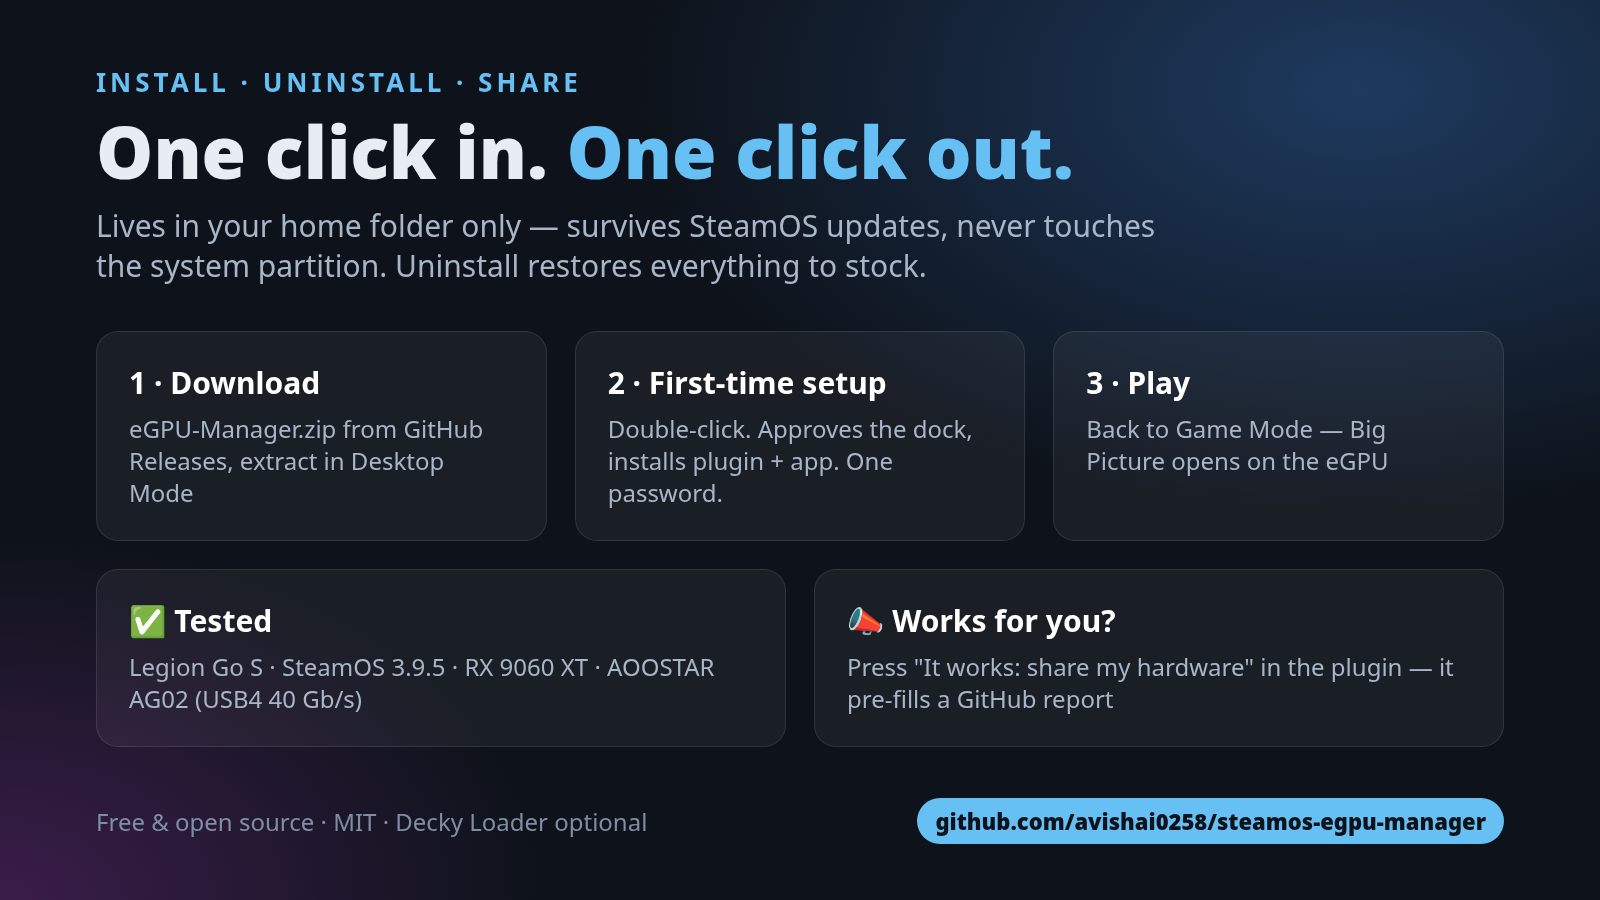 INSTALL · UNINSTALL · SHARE
One click in. One click out.
Lives in your home folder only — survives SteamOS updates, never touches
the system partition. Uninstall restores everything to stock.
1 · Download
eGPU-Manager.zip from GitHub
Releases, extract in Desktop
Mode
2 · First-time setup
Double-click. Approves the dock,
installs plugin + app. One
password.
3 · Play
Back to Game Mode — Big
Picture opens on the eGPU
✅ Tested
Legion Go S · SteamOS 3.9.5 · RX 9060 XT · AOOSTAR
AG02 (USB4 40 Gb/s)
📣 Works for you?
Press "It works: share my hardware" in the plugin — it
pre-fills a GitHub report
Free & open source · MIT · Decky Loader optional
github.com/avishai0258/steamos-egpu-manager